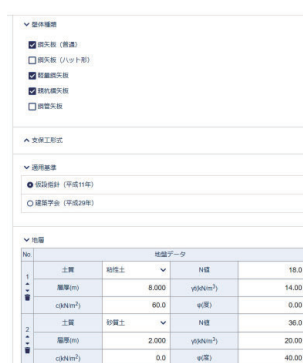 壁体種類
鋼矢板（普通）
鋼矢板（ハット形）
軽量鋼矢板
親杭横矢板
鋼管矢板
支保工形式
適用基準
仮設指針（平成11年）
建築学会（平成29年）
地層
No 地盤データ
1 土質 粘性土 N値 18.0
層厚(m) 8.000 γt(kN/m³) 14.00
c(kN/m²) 60.0 φ(度) 0.00
2 土質 砂質土 N値 36.0
層厚(m) 2.000 γt(kN/m³) 20.00
c(kN/m²) 0.0 φ(度) 40.00